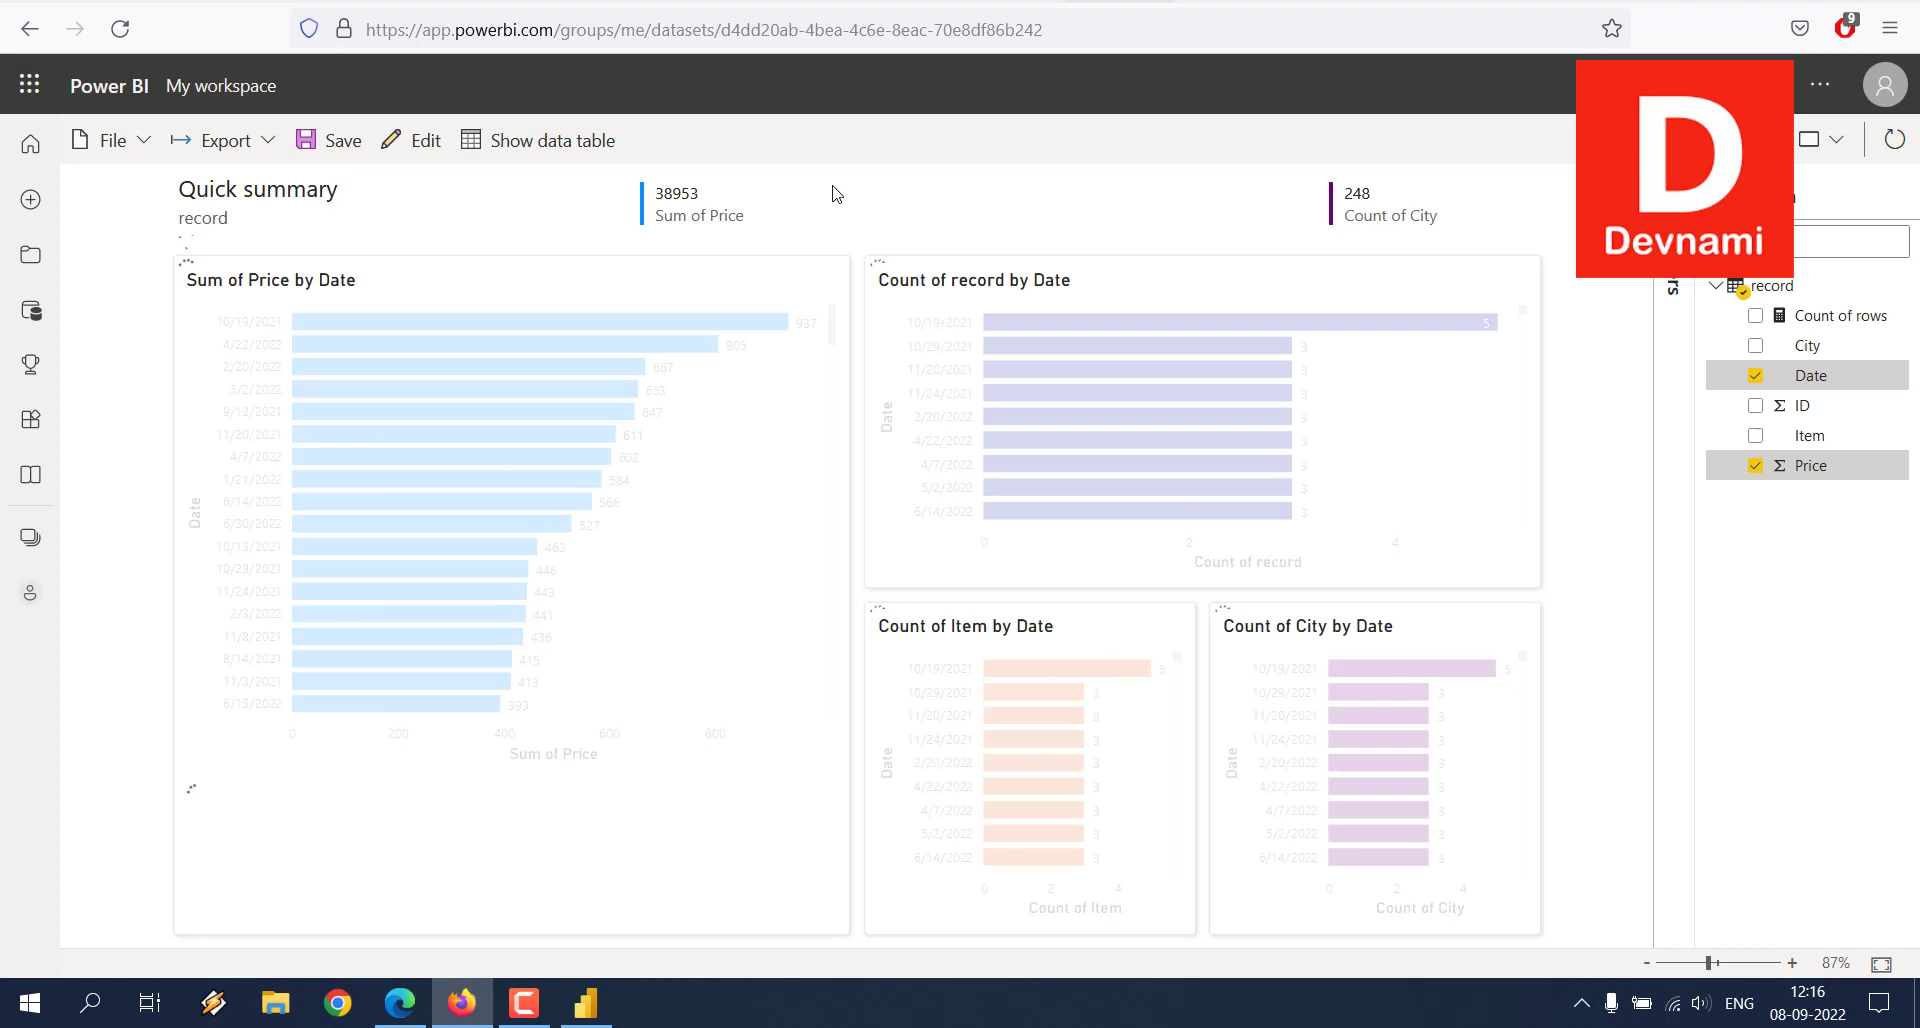 https://app.powerbi.com/groups/me/datasets/d4dd20ab-4bea-4c6e-8eac-70e8df86b242
9
Power BI My workspace
File Export Save Edit Show data table
D
Devnami
Quick summary
record
38953
Sum of Price
248
Count of City
Sum of Price by Date
10/19/2021 937
4/22/2022 805
2/20/2022 667
5/2/2022 653
9/12/2021 647
11/20/2021 611
4/7/2022 602
1/21/2022 584
6/14/2022 566
6/30/2022 527
10/13/2021 463
10/29/2021 446
11/24/2021 443
2/3/2022 441
11/8/2021 436
8/14/2021 415
11/3/2021 413
6/15/2022 393
Date
0 200 400 600 800
Sum of Price
Count of record by Date
10/19/2021 5
10/29/2021 3
11/20/2021 3
11/24/2021 3
2/20/2022 3
4/22/2022 3
4/7/2022 3
5/2/2022 3
6/14/2022 3
Date
0 2 4
Count of record
Count of Item by Date
10/19/2021 5
10/29/2021 3
11/20/2021 3
11/24/2021 3
2/20/2022 3
4/22/2022 3
4/7/2022 3
5/2/2022 3
6/14/2022 3
Date
0 2 4
Count of Item
Count of City by Date
10/19/2021 5
10/29/2021 3
11/20/2021 3
11/24/2021 3
2/20/2022 3
4/22/2022 3
4/7/2022 3
5/2/2022 3
6/14/2022 3
Date
0 2 4
Count of City
record
Count of rows
City
Date
Σ ID
Item
Σ Price
- + 87%
ENG
12:16
08-09-2022